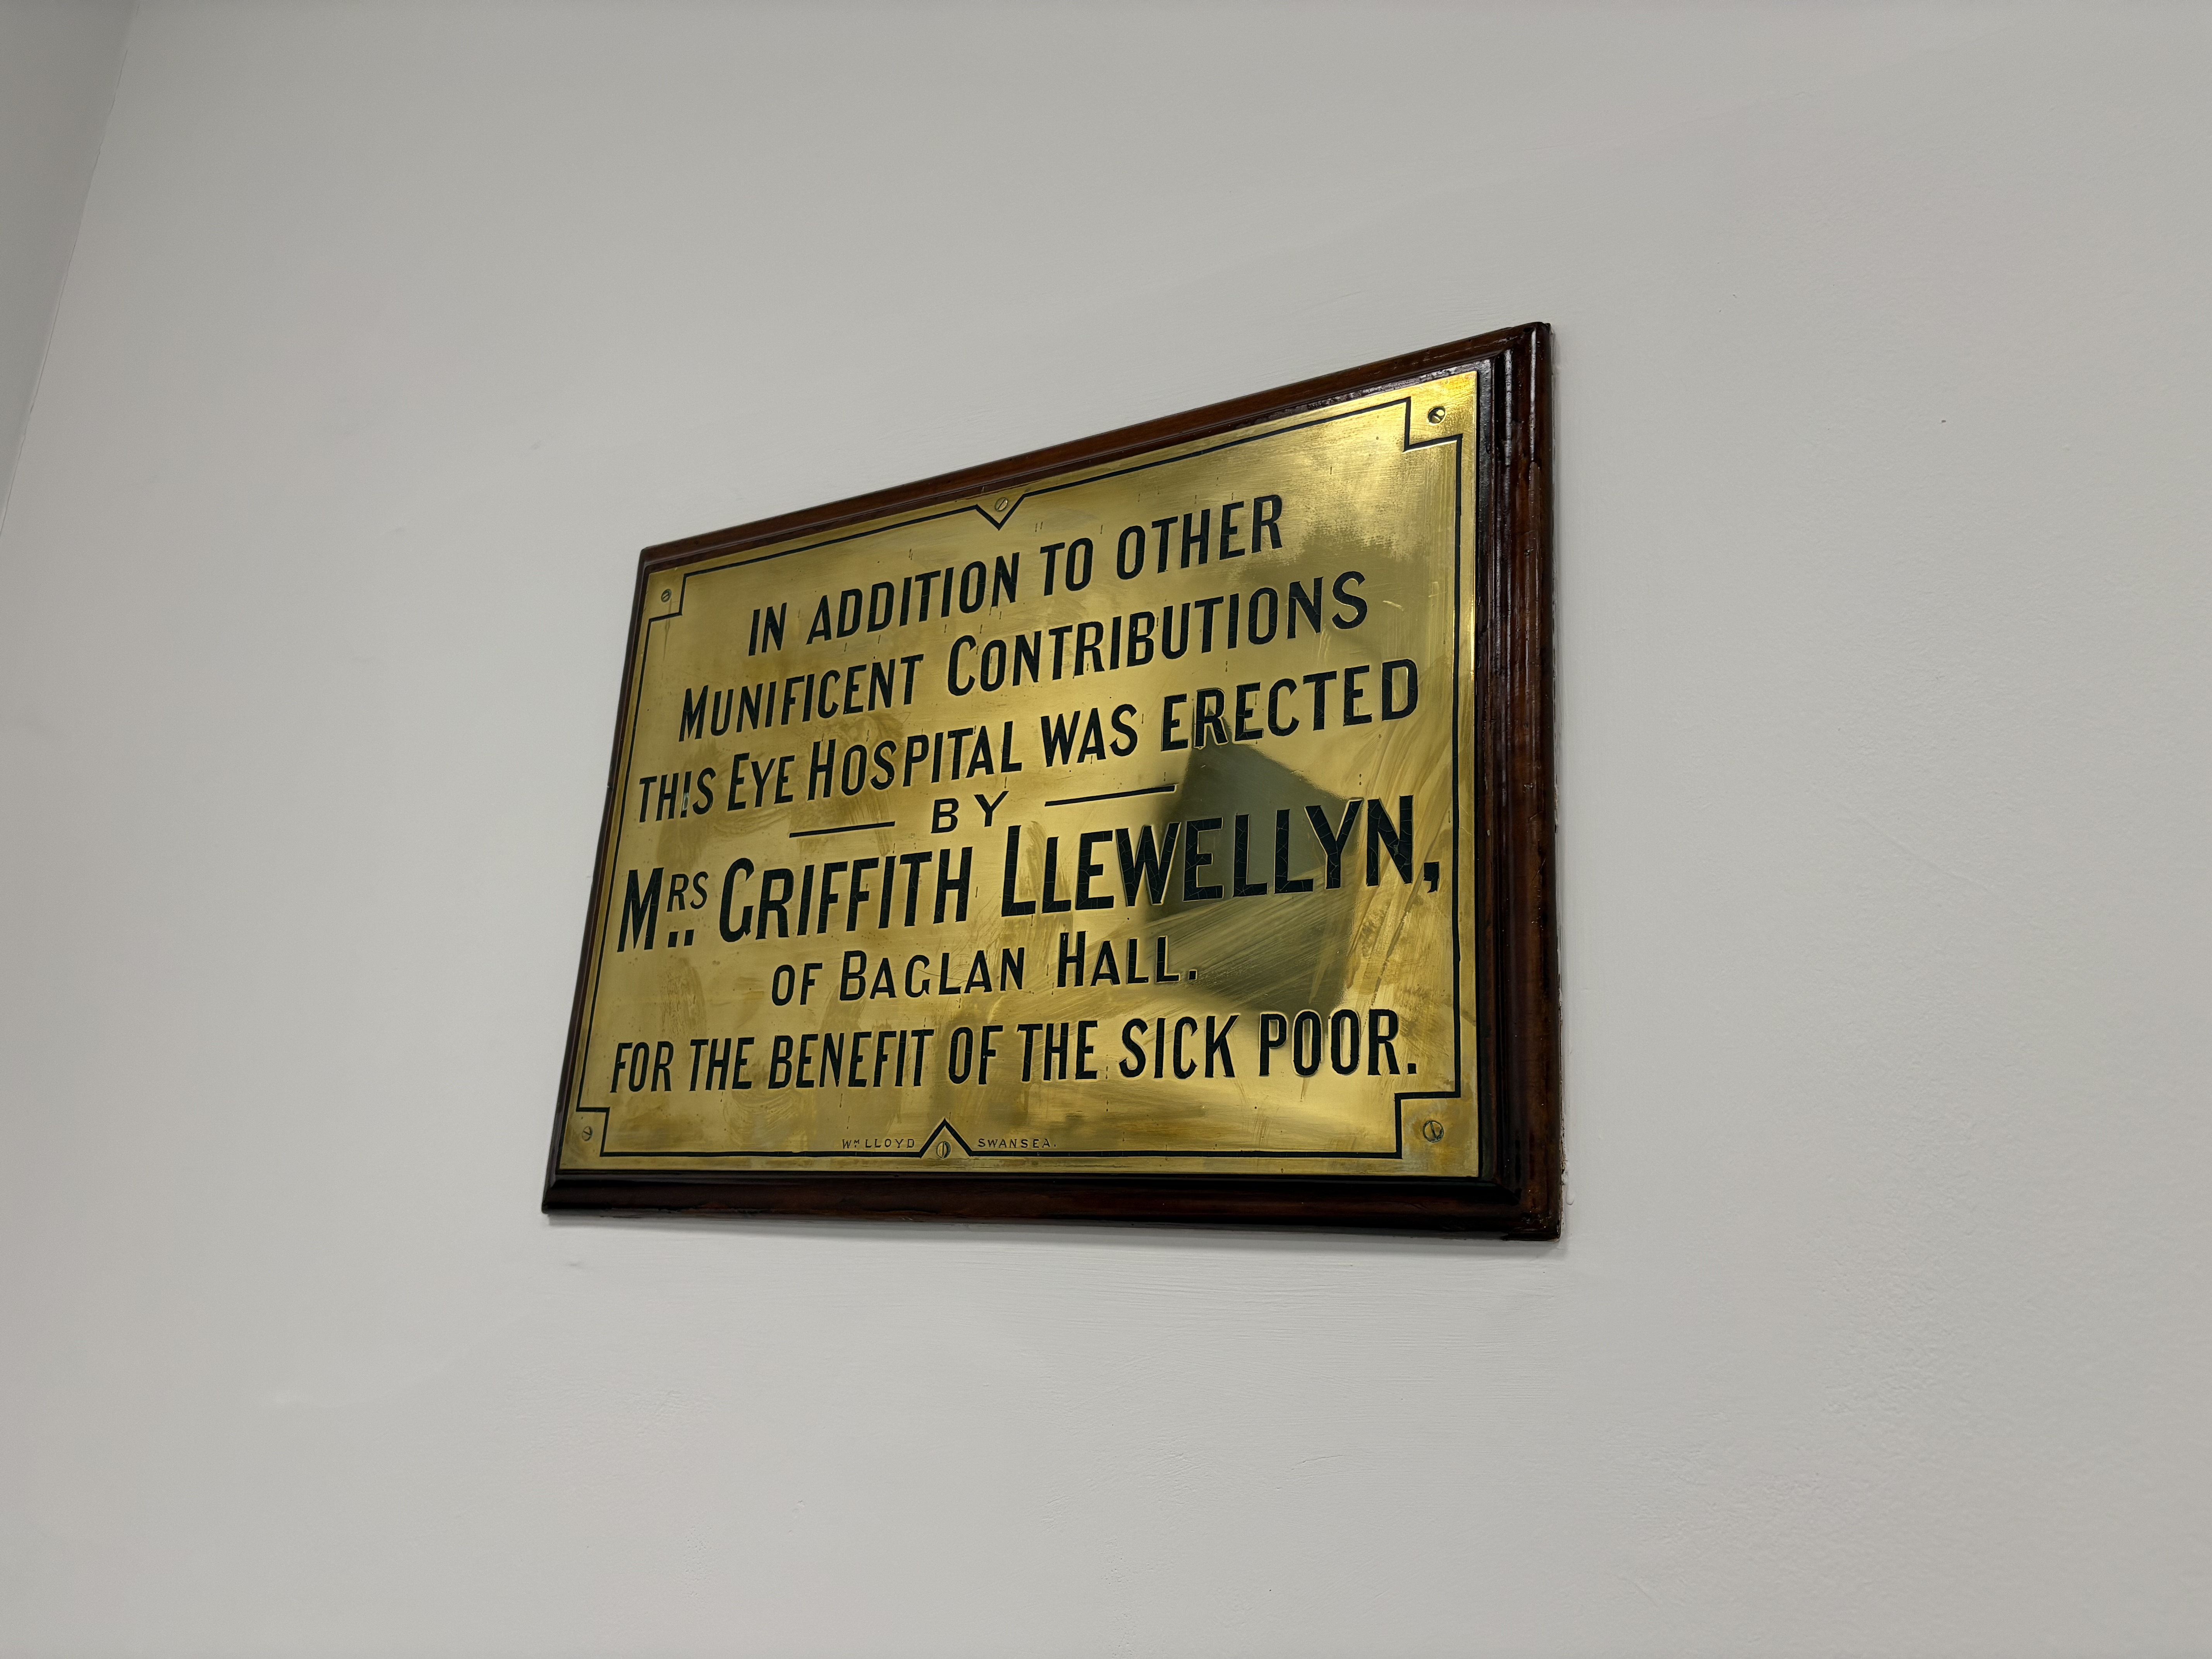 IN ADDITION TO OTHER
MUNIFICENT CONTRIBUTIONS
THIS EYE HOSPITAL WAS ERECTED
BY
MRS. GRIFFITH LLEWELLYN,
OF BAGLAN HALL.
FOR THE BENEFIT OF THE SICK POOR.
WM LLOYD SWANSEA.